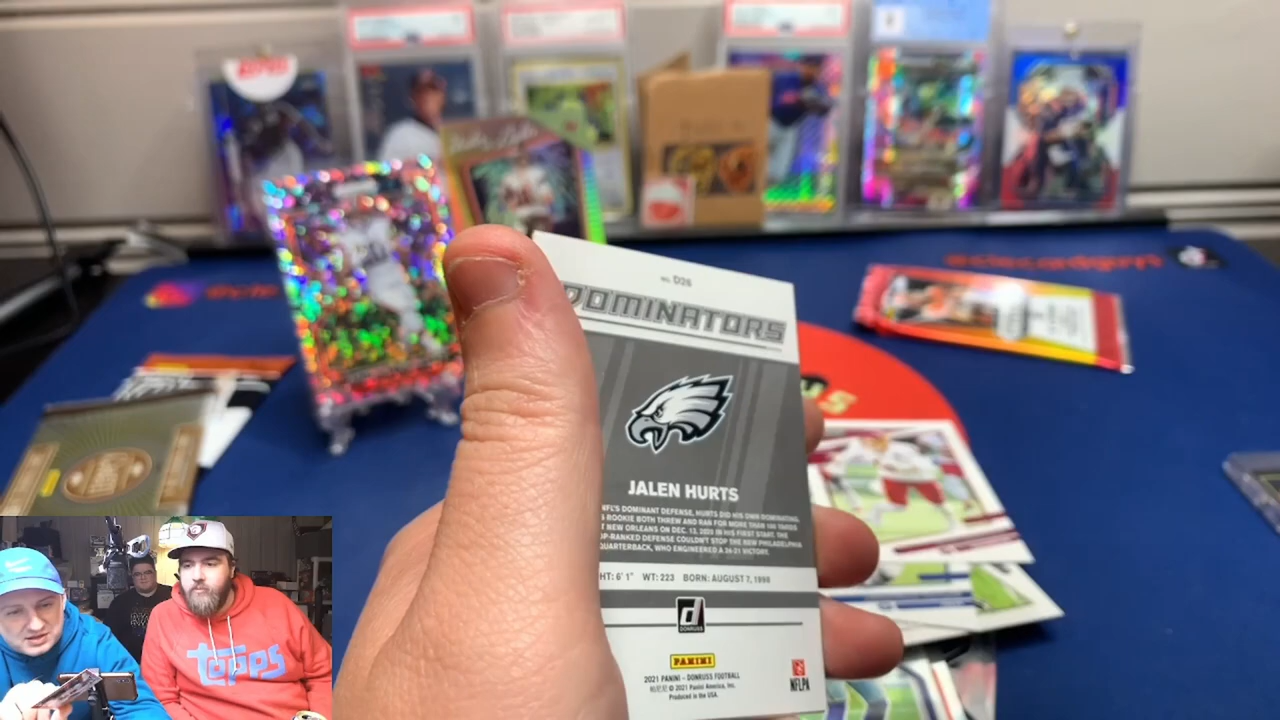 TOPPS
NO. D26
DOMINATORS
JALEN HURTS
NFL'S DOMINANT DEFENSE, HURTS DID HIS OWN DOMINATING.
ROOKIE BOTH THREW AND RAN FOR MORE THAN 100 YARDS
NEW ORLEANS ON DEC. 13, 2020 IN HIS FIRST START. THE
P-RANKED DEFENSE COULDN'T STOP THE NEW PHILADELPHIA
QUARTERBACK, WHO ENGINEERED A 24-21 VICTORY.
HT: 6' 1" WT: 223 BORN: AUGUST 7, 1998
d
DONRUSS
PANINI
2021 PANINI - DONRUSS FOOTBALL
© 2021 Panini America, Inc.
Produced in the USA.
NFLPA
topps